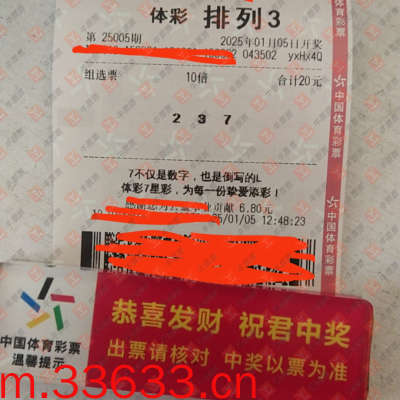 体彩 排列3
第 25005期 2025年01月05日开奖
043502 yxHx4Q
组选票 10倍 合计20元
2 3 7
7不仅是数字，也是倒写的L
体彩7星彩，为每一份挚爱添彩！
贡献 6.80元
25/01/05 12:48:23
中国体育彩票
中国体育彩票
恭喜发财 祝君中奖
出票请核对 中奖以票为准
中国体育彩票
温馨提示
m.33633.cn